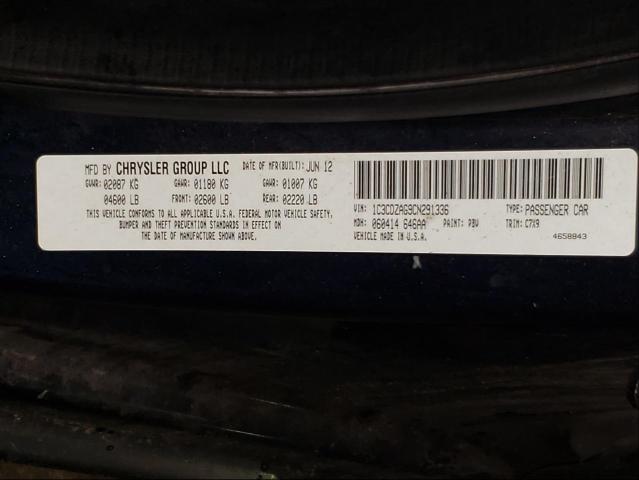 MFD BY CHRYSLER GROUP LLC DATE OF MFR(BUILT): JUN 12
GVWR: 02087 KG GAWR: 01180 KG GAWR: 01007 KG
04600 LB FRONT: 02600 LB REAR: 02220 LB
THIS VEHICLE CONFORMS TO ALL APPLICABLE U.S.A. FEDERAL MOTOR VEHICLE SAFETY,
BUMPER AND THEFT PREVENTION STANDARDS IN EFFECT ON
THE DATE OF MANUFACTURE SHOWN ABOVE.
VIN: 1C3CDZAG9CN291336 TYPE: PASSENGER CAR
MDH: 060414 646AA PAINT: PBV TRIM: C7X9
VEHICLE MADE IN U.S.A. 4658843